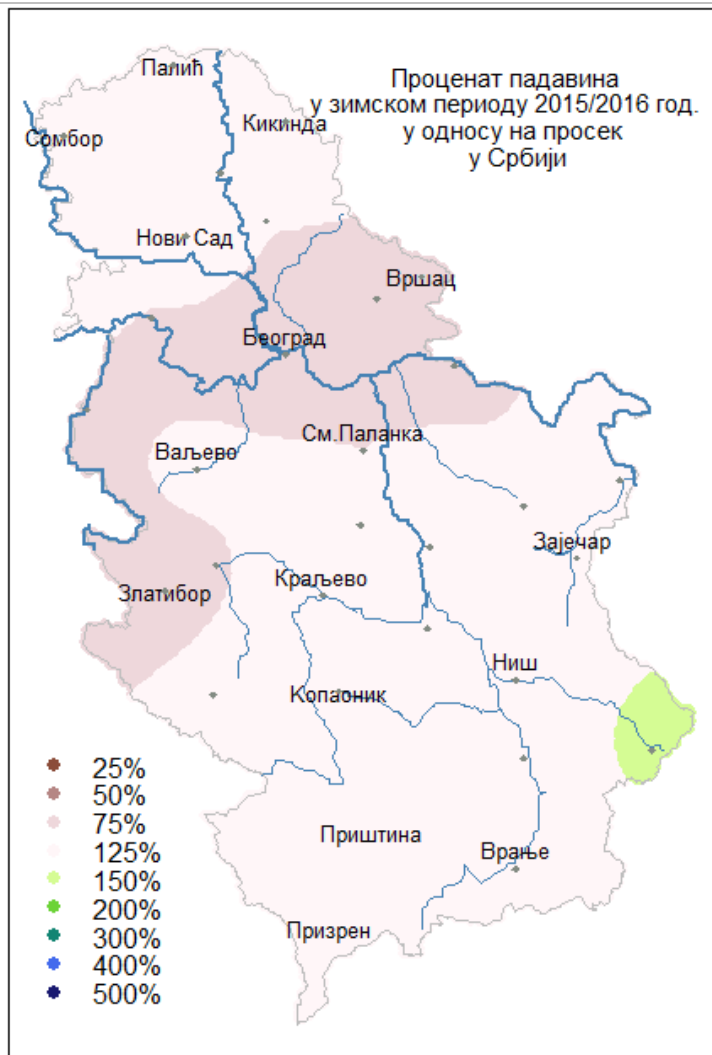 Проценат падавина
у зимском периоду 2015/2016 год.
у односу на просек
у Србији
Палић
Кикинда
Сомбор
Нови Сад
Вршац
Београд
См.Паланка
Ваљево
Зајечар
Златибор
Краљево
Ниш
Копаоник
Приштина
Врање
Призрен
25%
50%
75%
125%
150%
200%
300%
400%
500%